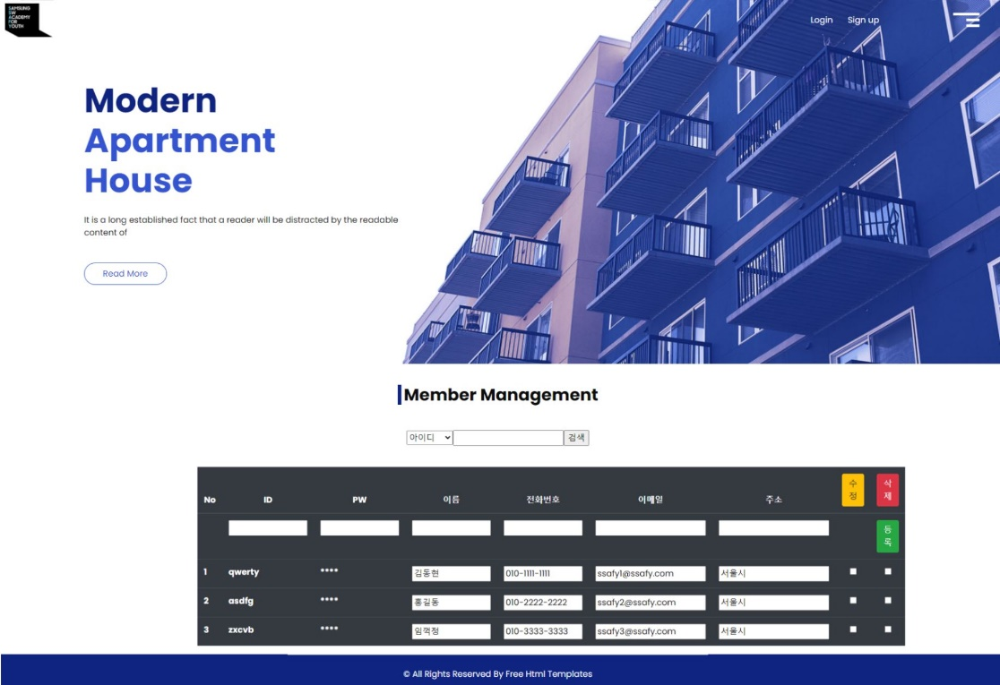 SAMSUNG
SW
ACADEMY
FOR
YOUTH
Login Sign up
Modern
Apartment
House
It is a long established fact that a reader will be distracted by the readable
content of
Read More
Member Management
아이디 검색
No ID PW 이름 전화번호 이메일 주소 수정 삭제
등록
1 qwerty **** 김동현 010-1111-1111 ssafy1@ssafy.com 서울시
2 asdfg **** 홍길동 010-2222-2222 ssafy2@ssafy.com 서울시
3 zxcvb **** 임꺽정 010-3333-3333 ssafy3@ssafy.com 서울시
© All Rights Reserved By Free Html Templates